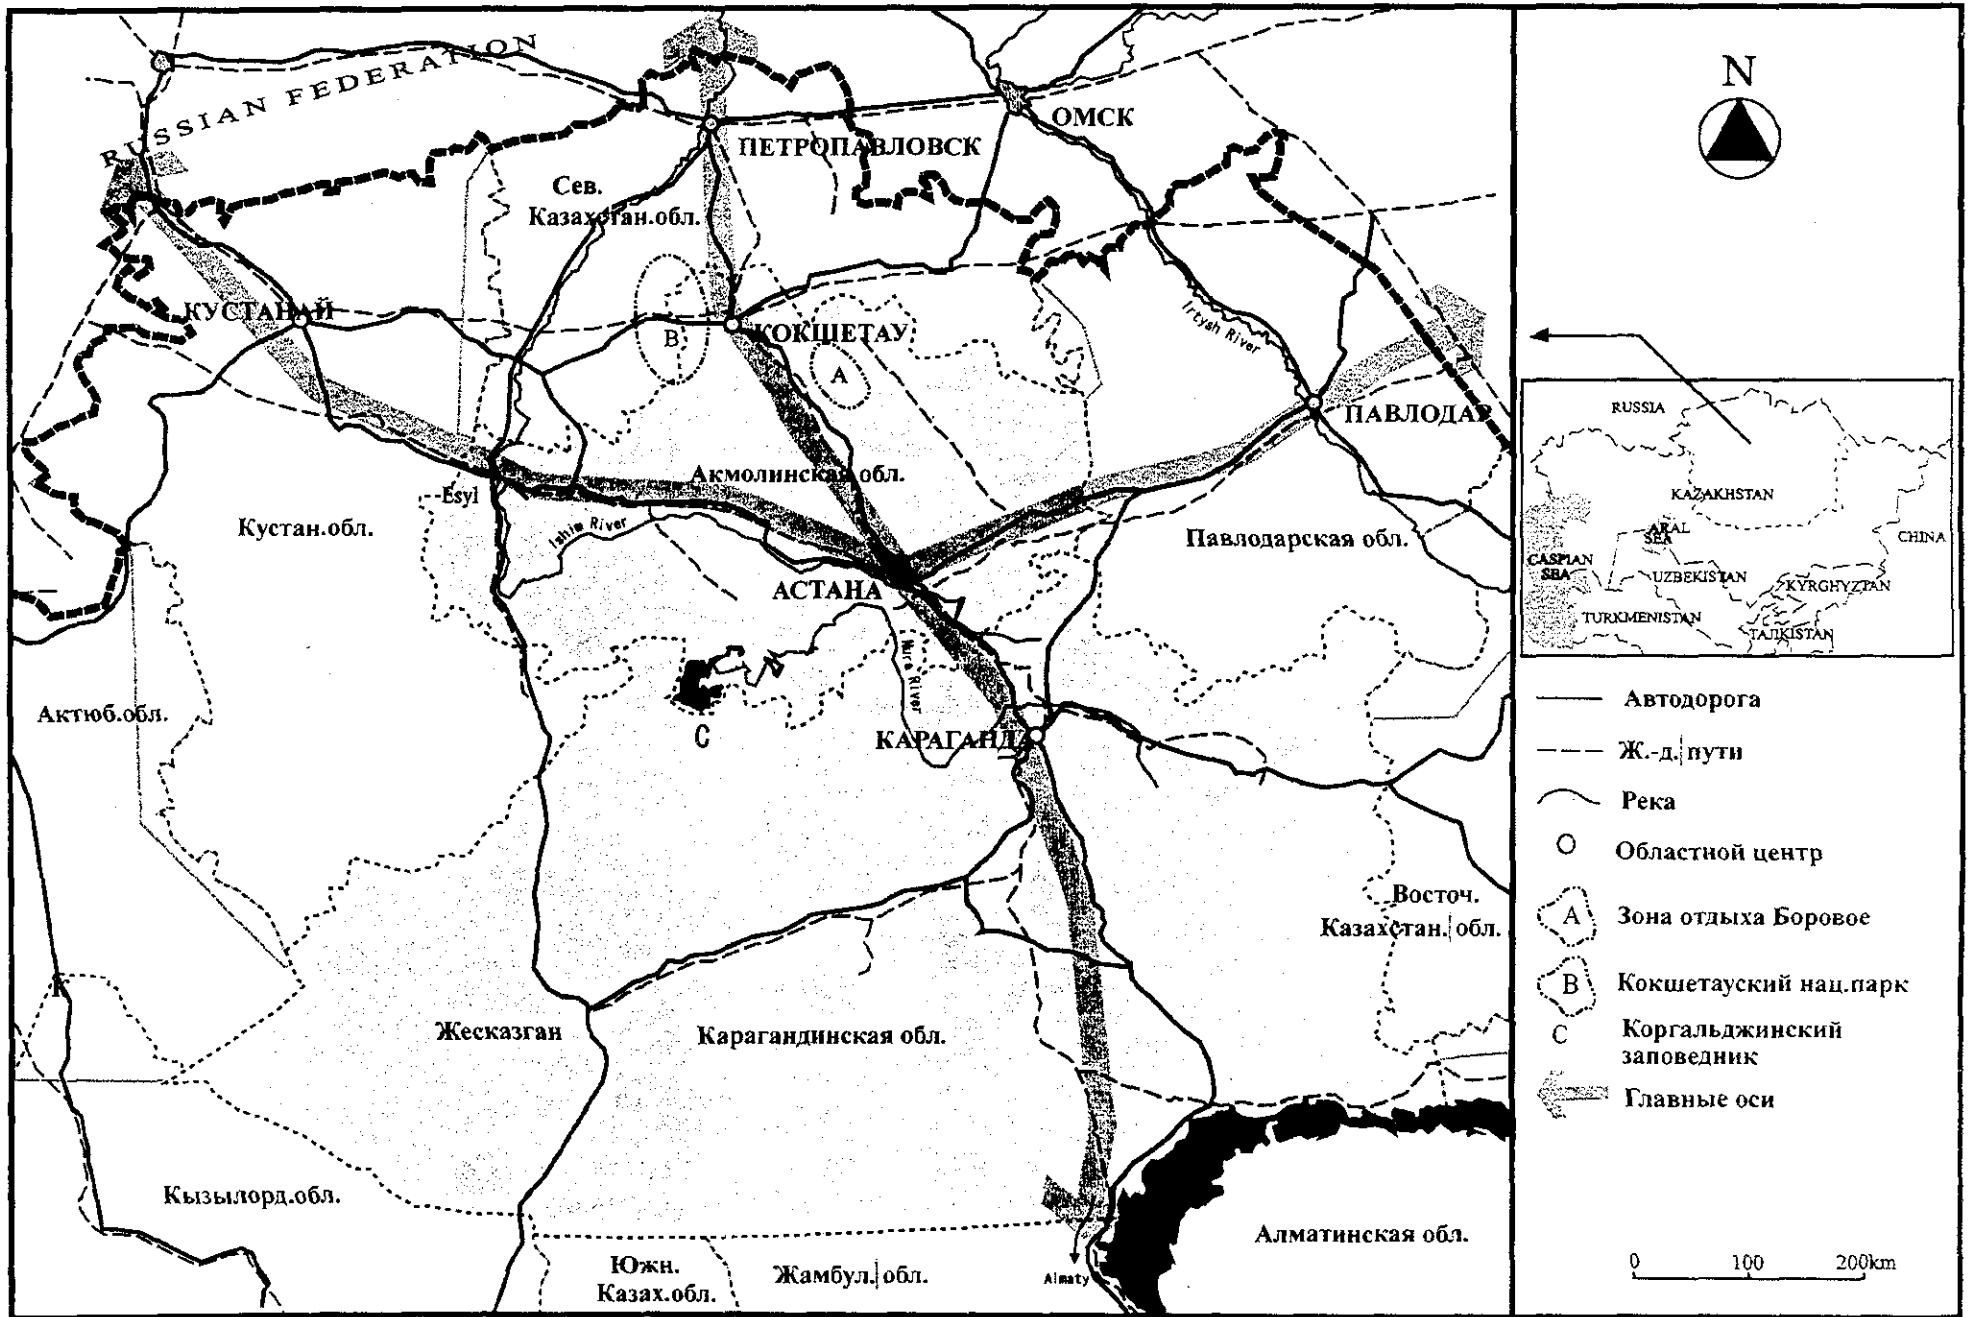 RUSSIAN FEDERATION
ОМСК
ПЕТРОПАВЛОВСК
Сев.
Казахстан.обл.
КУСТАНАЙ
B
КОКШЕТАУ
A
Irtysh River
ПАВЛОДАР
Акмолинская обл.
Esyl
Кустан.обл.
Ishim River
Павлодарская обл.
АСТАНА
Nura River
Актюб.обл.
C
КАРАГАНДА
Восточ.
Казахстан. обл.
Жесказган
Карагандинская обл.
Кызылорд.обл.
Алматинская обл.
Южн.
Казах.обл.
Жамбул. обл.
Almaty
N
RUSSIA
KAZAKHSTAN
ARAL
SEA
CHINA
CASPIAN
SEA
UZBEKISTAN
KYRGHYZTAN
TURKMENISTAN
TAJIKISTAN
Автодорога
Ж.-д. пути
Река
Областной центр
A Зона отдыха Боровое
B Кокшетауский нац.парк
C Коргальджинский
заповедник
Главные оси
0 100 200km